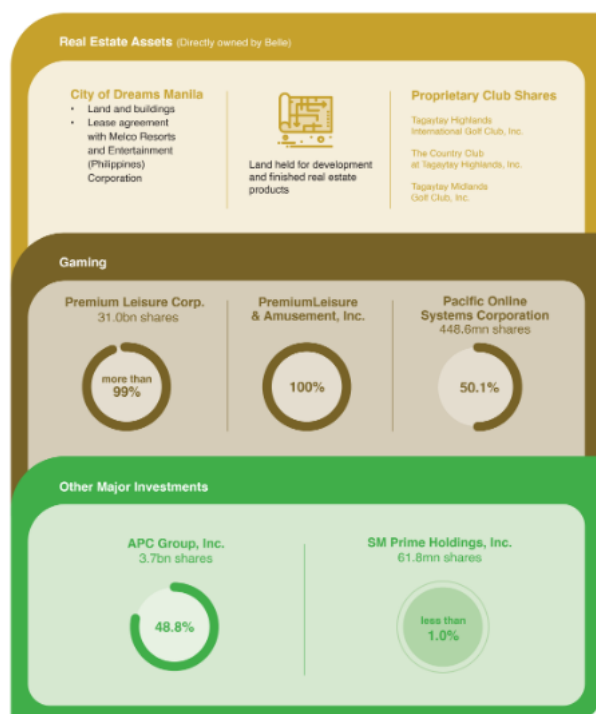 Real Estate Assets (Directly owned by Belle)
City of Dreams Manila
• Land and buildings
• Lease agreement
with Melco Resorts
and Entertainment
(Philippines)
Corporation
Land held for development
and finished real estate
products
Proprietary Club Shares
Tagaytay Highlands
International Golf Club, Inc.
The Country Club
at Tagaytay Highlands, Inc.
Tagaytay Midlands
Golf Club, Inc.
Gaming
Premium Leisure Corp.
31.0bn shares
more than
99%
PremiumLeisure
& Amusement, Inc.
100%
Pacific Online
Systems Corporation
448.6mn shares
50.1%
Other Major Investments
APC Group, Inc.
3.7bn shares
48.8%
SM Prime Holdings, Inc.
61.8mn shares
less than
1.0%